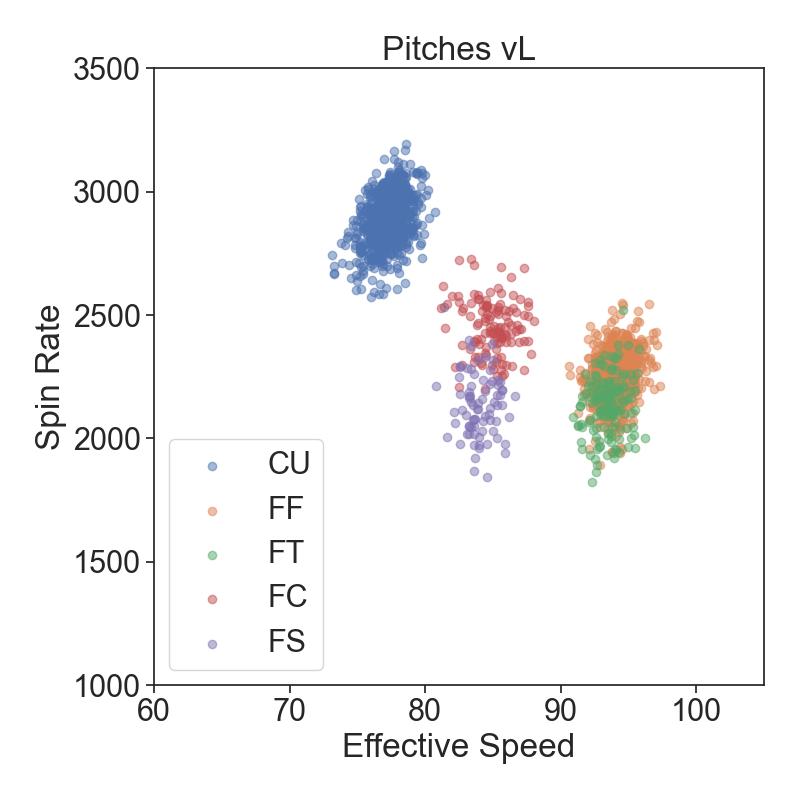 Pitches vL
3500
3000
2500
2000
1500
1000
Spin Rate
CU
FF
FT
FC
FS
60 70 80 90 100
Effective Speed